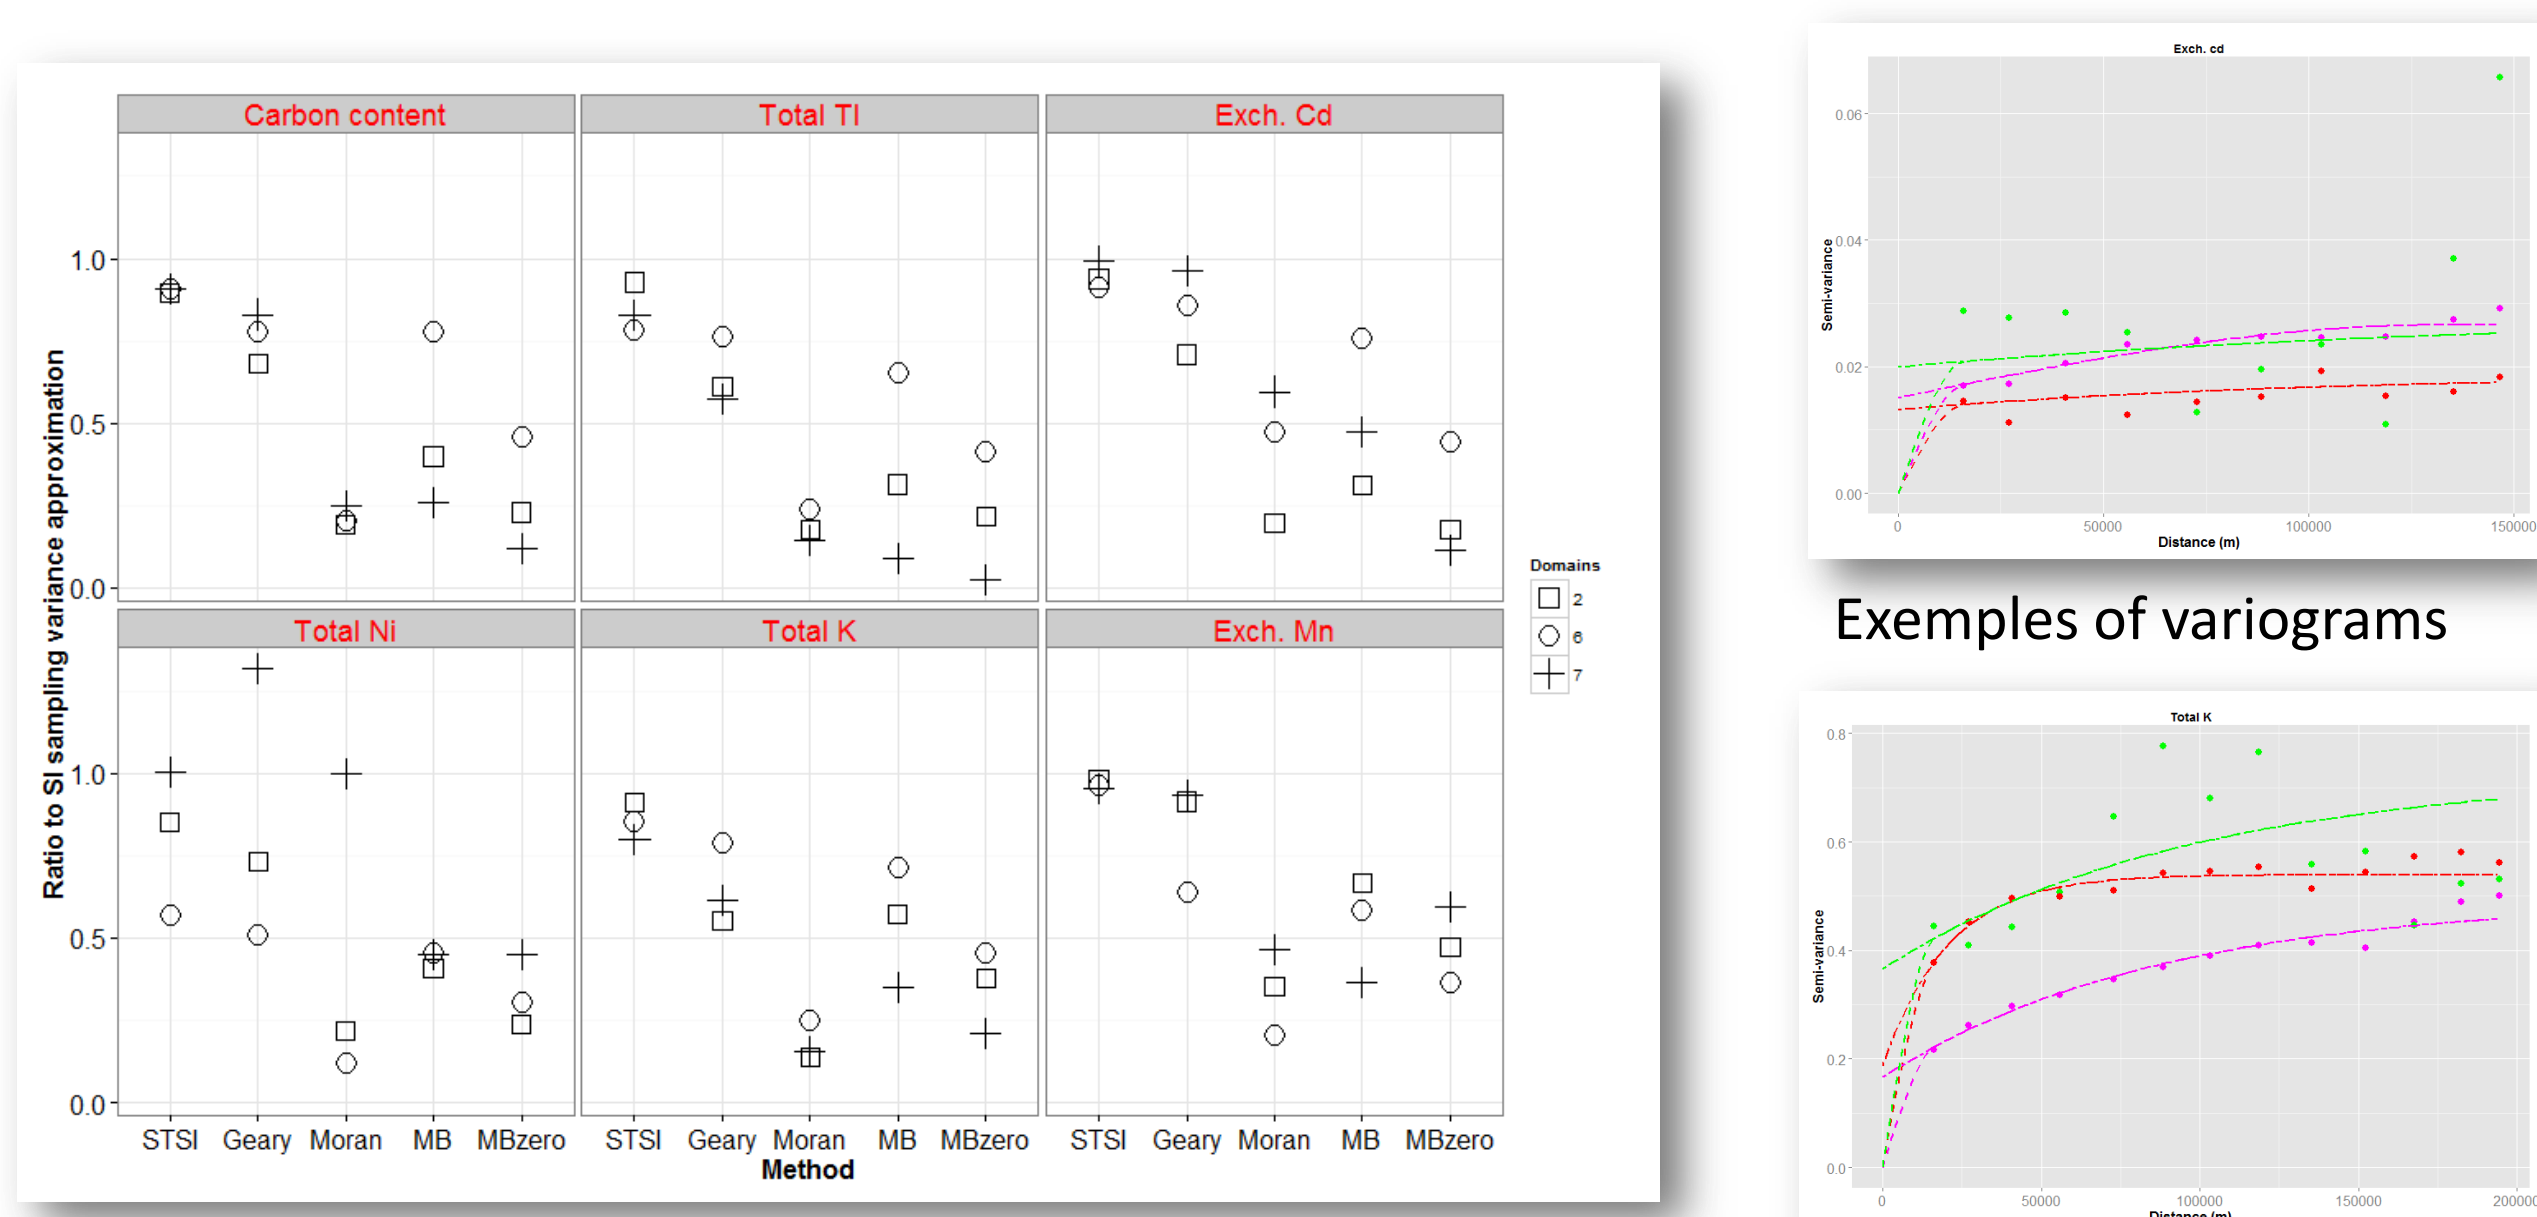 Carbon content
Total Tl
Exch. Cd
1.0
0.5
0.0
Total Ni
Total K
Exch. Mn
1.0
0.5
0.0
Ratio to SI sampling variance approximation
STSI Geary Moran MB MBzero
STSI Geary Moran MB MBzero
STSI Geary Moran MB MBzero
Method
Domains
2
6
7
Exch. cd
0.06
0.04
0.02
0.00
Semi-variance
0 50000 100000 150000
Distance (m)
Exemples of variograms
Total K
0.8
0.6
0.4
0.2
0.0
Semi-variance
0 50000 100000 150000 200000
Distance (m)